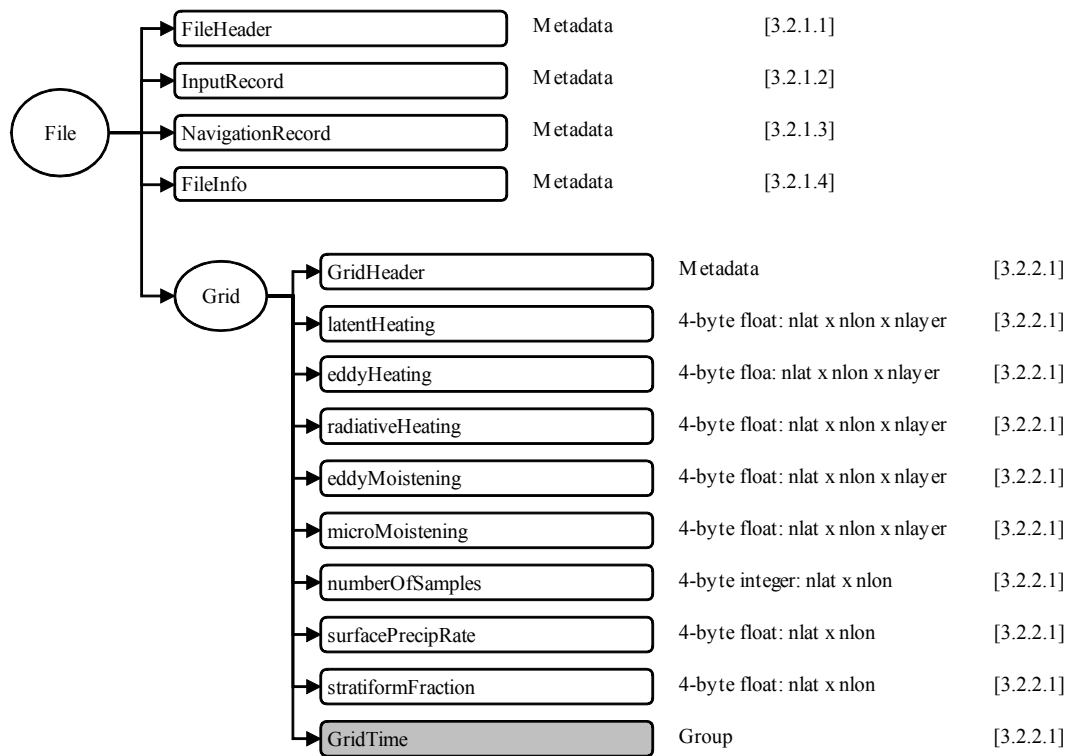 FileHeader Metadata [3.2.1.1]
InputRecord Metadata [3.2.1.2]
File
NavigationRecord Metadata [3.2.1.3]
FileInfo Metadata [3.2.1.4]
GridHeader Metadata [3.2.2.1]
Grid
latentHeating 4-byte float: nlat x nlon x nlayer [3.2.2.1]
eddyHeating 4-byte floa: nlat x nlon x nlayer [3.2.2.1]
radiativeHeating 4-byte float: nlat x nlon x nlayer [3.2.2.1]
eddyMoistening 4-byte float: nlat x nlon x nlayer [3.2.2.1]
microMoistening 4-byte float: nlat x nlon x nlayer [3.2.2.1]
numberOfSamples 4-byte integer: nlat x nlon [3.2.2.1]
surfacePrecipRate 4-byte float: nlat x nlon [3.2.2.1]
stratiformFraction 4-byte float: nlat x nlon [3.2.2.1]
GridTime Group [3.2.2.1]